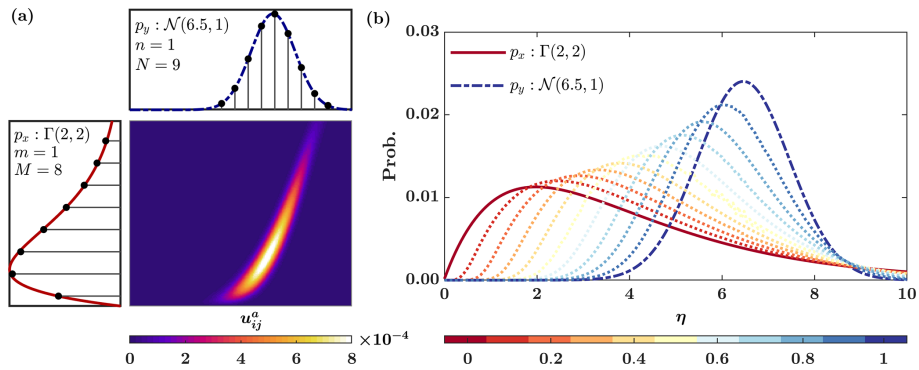 (a)
p_y : 𝒩(6.5, 1)
n = 1
N = 9
p_x : Γ(2, 2)
m = 1
M = 8
u^a_{ij}
×10⁻⁴
0 2 4 6 8
(b)
0.03
0.02
0.01
0.00
Prob.
p_x : Γ(2, 2)
p_y : 𝒩(6.5, 1)
0 2 4 6 8 10
η
0 0.2 0.4 0.6 0.8 1